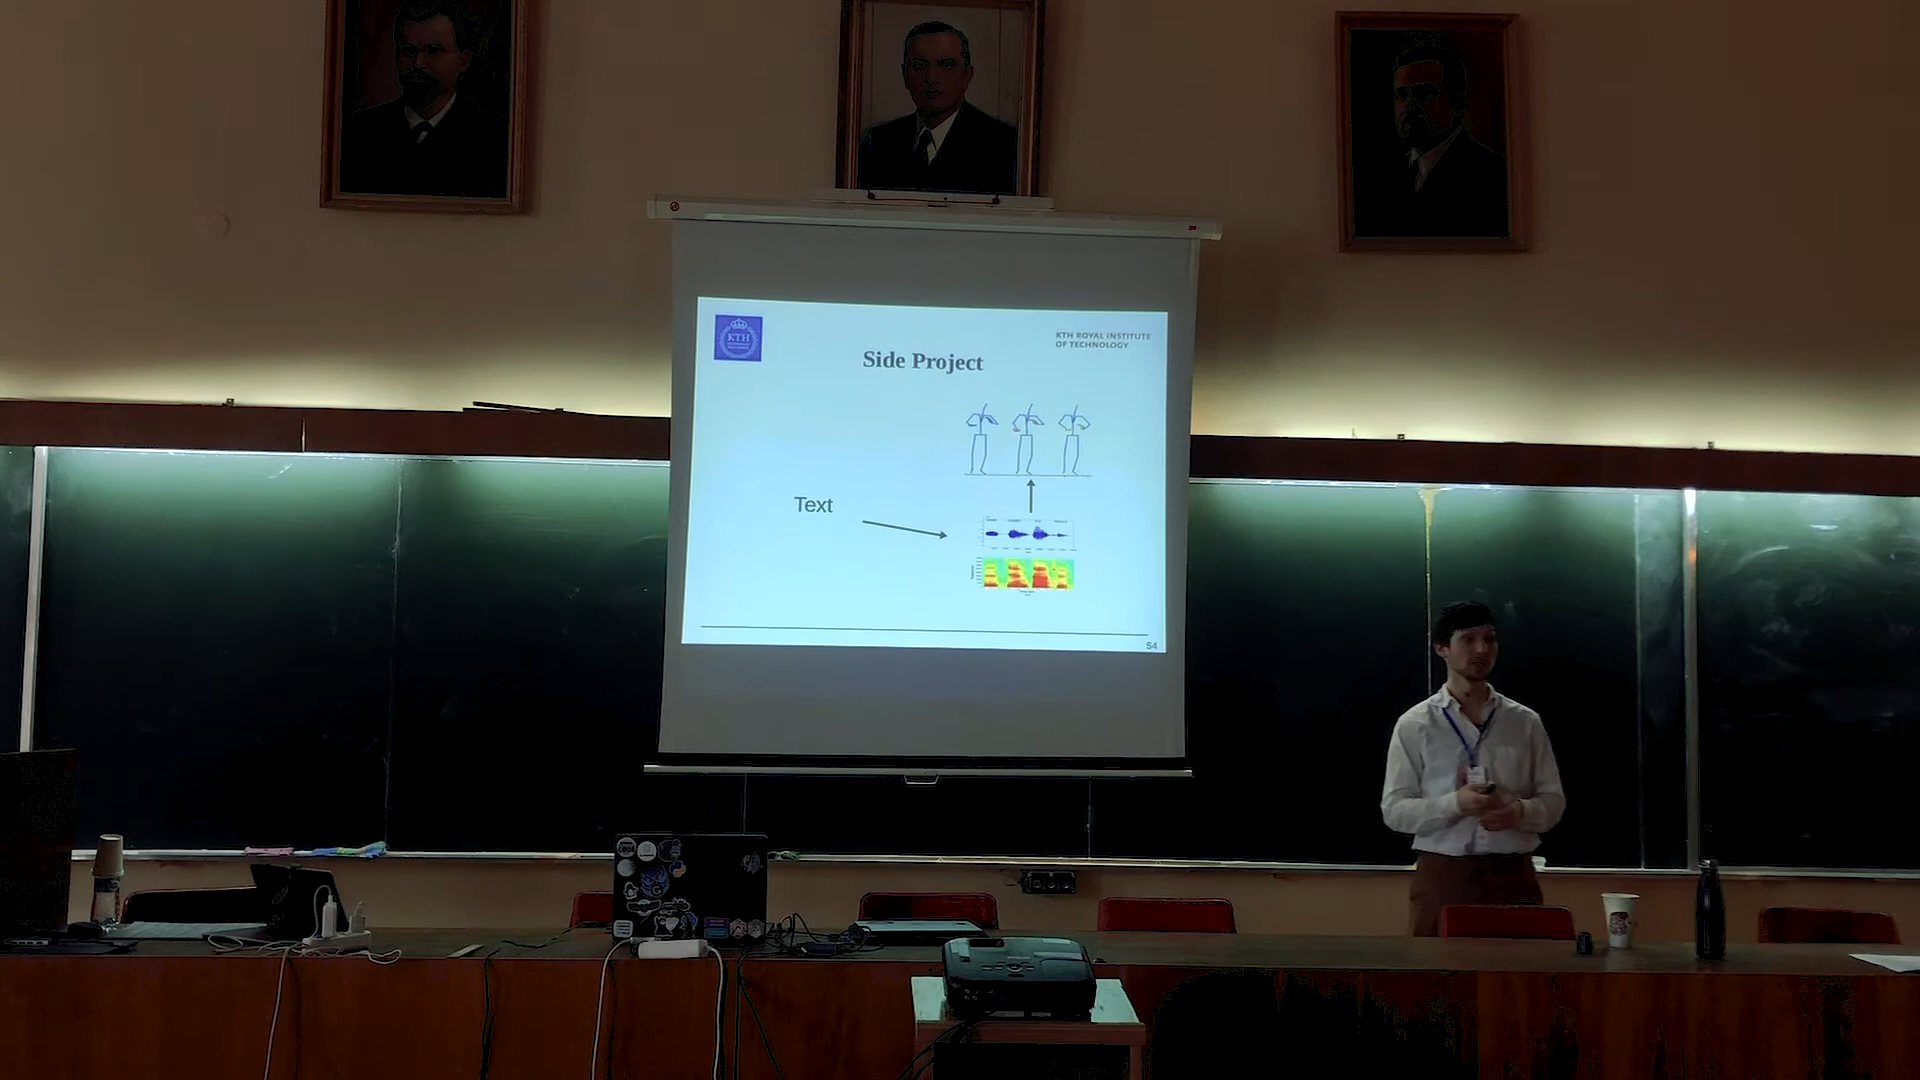 KTH
KTH ROYAL INSTITUTE
OF TECHNOLOGY
Side Project
Text
54